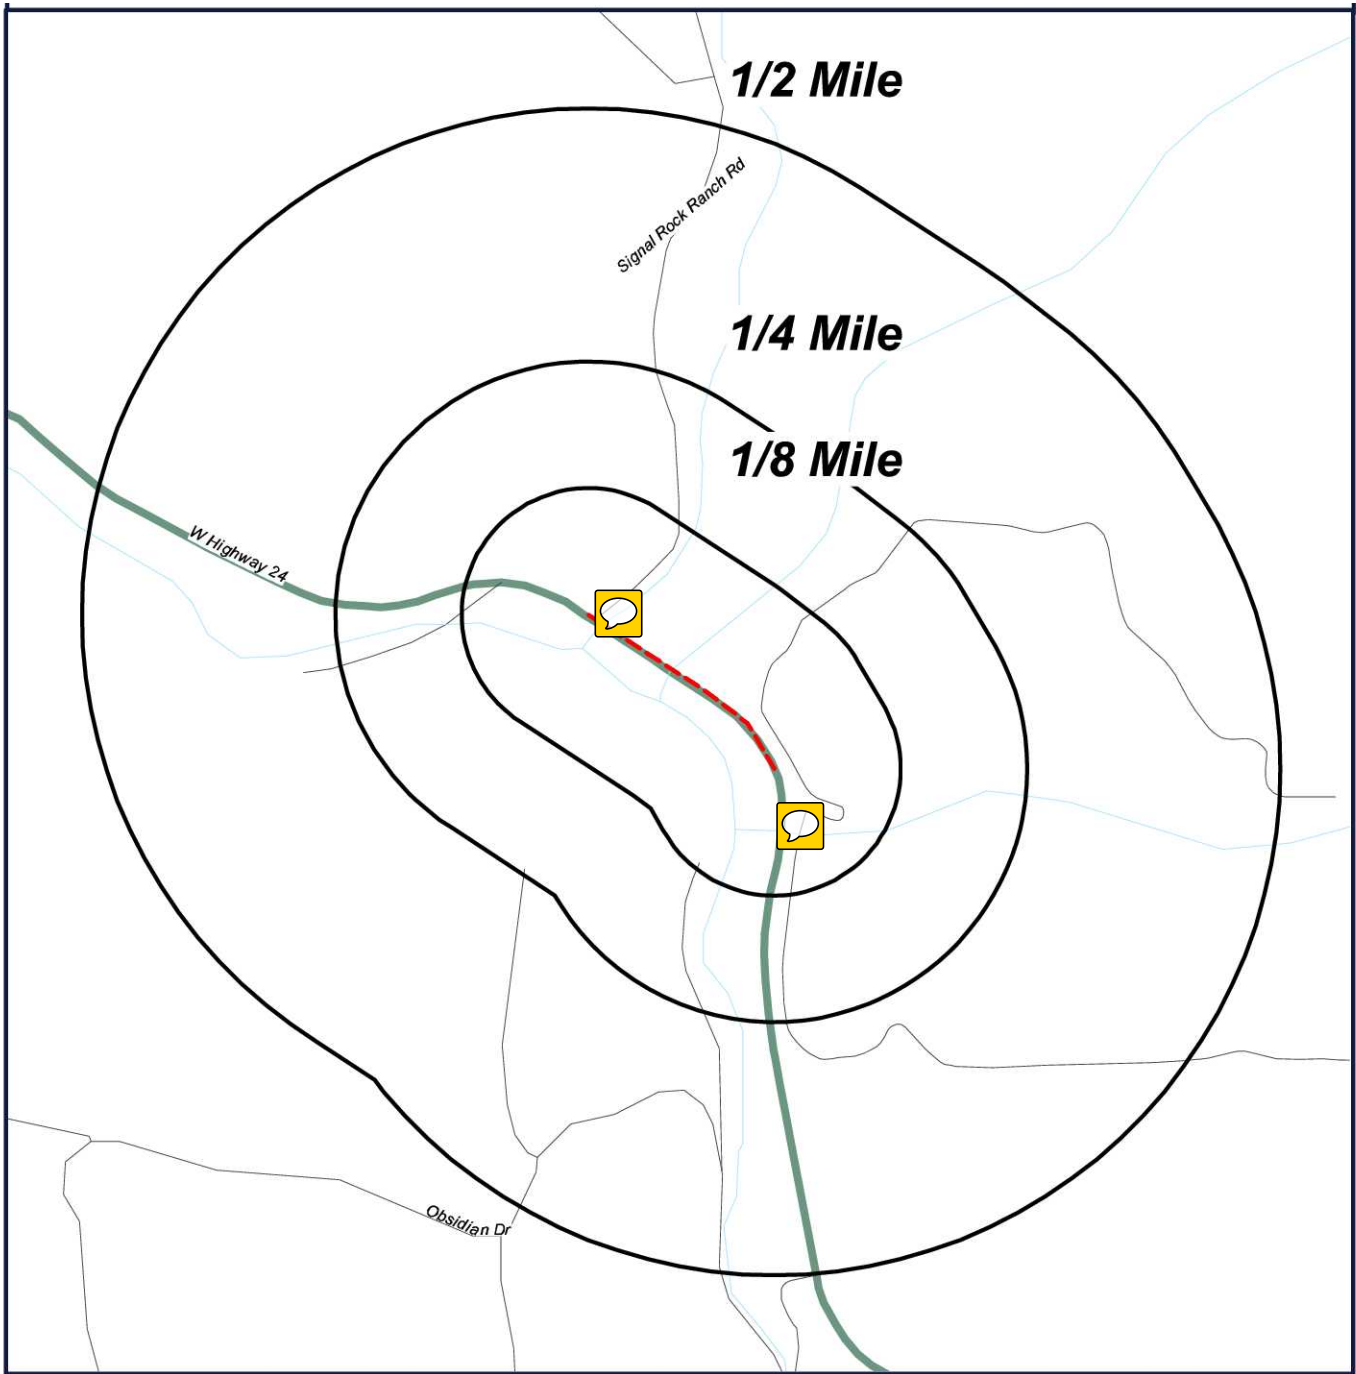 1/2 Mile
Signal Rock Ranch Rd
1/4 Mile
1/8 Mile
W Highway 24
Obsidian Dr